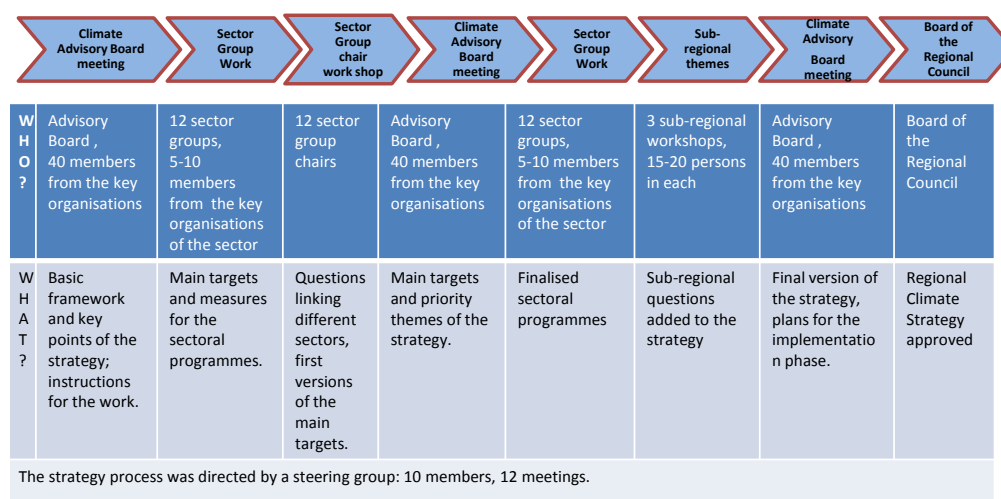 Climate
Advisory Board
meeting
Sector
Group
Work
Sector
Group
chair
work shop
Climate
Advisory
Board
meeting
Sector
Group
Work
Sub-
regional
themes
Climate
Advisory
Board
meeting
Board of
the
Regional
Council
W
H
O
?
Advisory
Board ,
40 members
from the key
organisations
12 sector
groups,
5-10
members
from the key
organisations
of the sector
12 sector
group
chairs
Advisory
Board ,
40 members
from the key
organisations
12 sector
groups,
5-10 members
from the key
organisations
of the sector
3 sub-regional
workshops,
15-20 persons
in each
Advisory
Board ,
40 members
from the key
organisations
Board of
the
Regional
Council
W
H
A
T
?
Basic
framework
and key
points of the
strategy;
instructions
for the work.
Main targets
and measures
for the
sectoral
programmes.
Questions
linking
different
sectors,
first
versions
of the
main
targets.
Main targets
and priority
themes of the
strategy.
Finalised
sectoral
programmes
Sub-regional
questions
added to the
strategy
Final version of
the strategy,
plans for the
implementatio
n phase.
Regional
Climate
Strategy
approved
The strategy process was directed by a steering group: 10 members, 12 meetings.